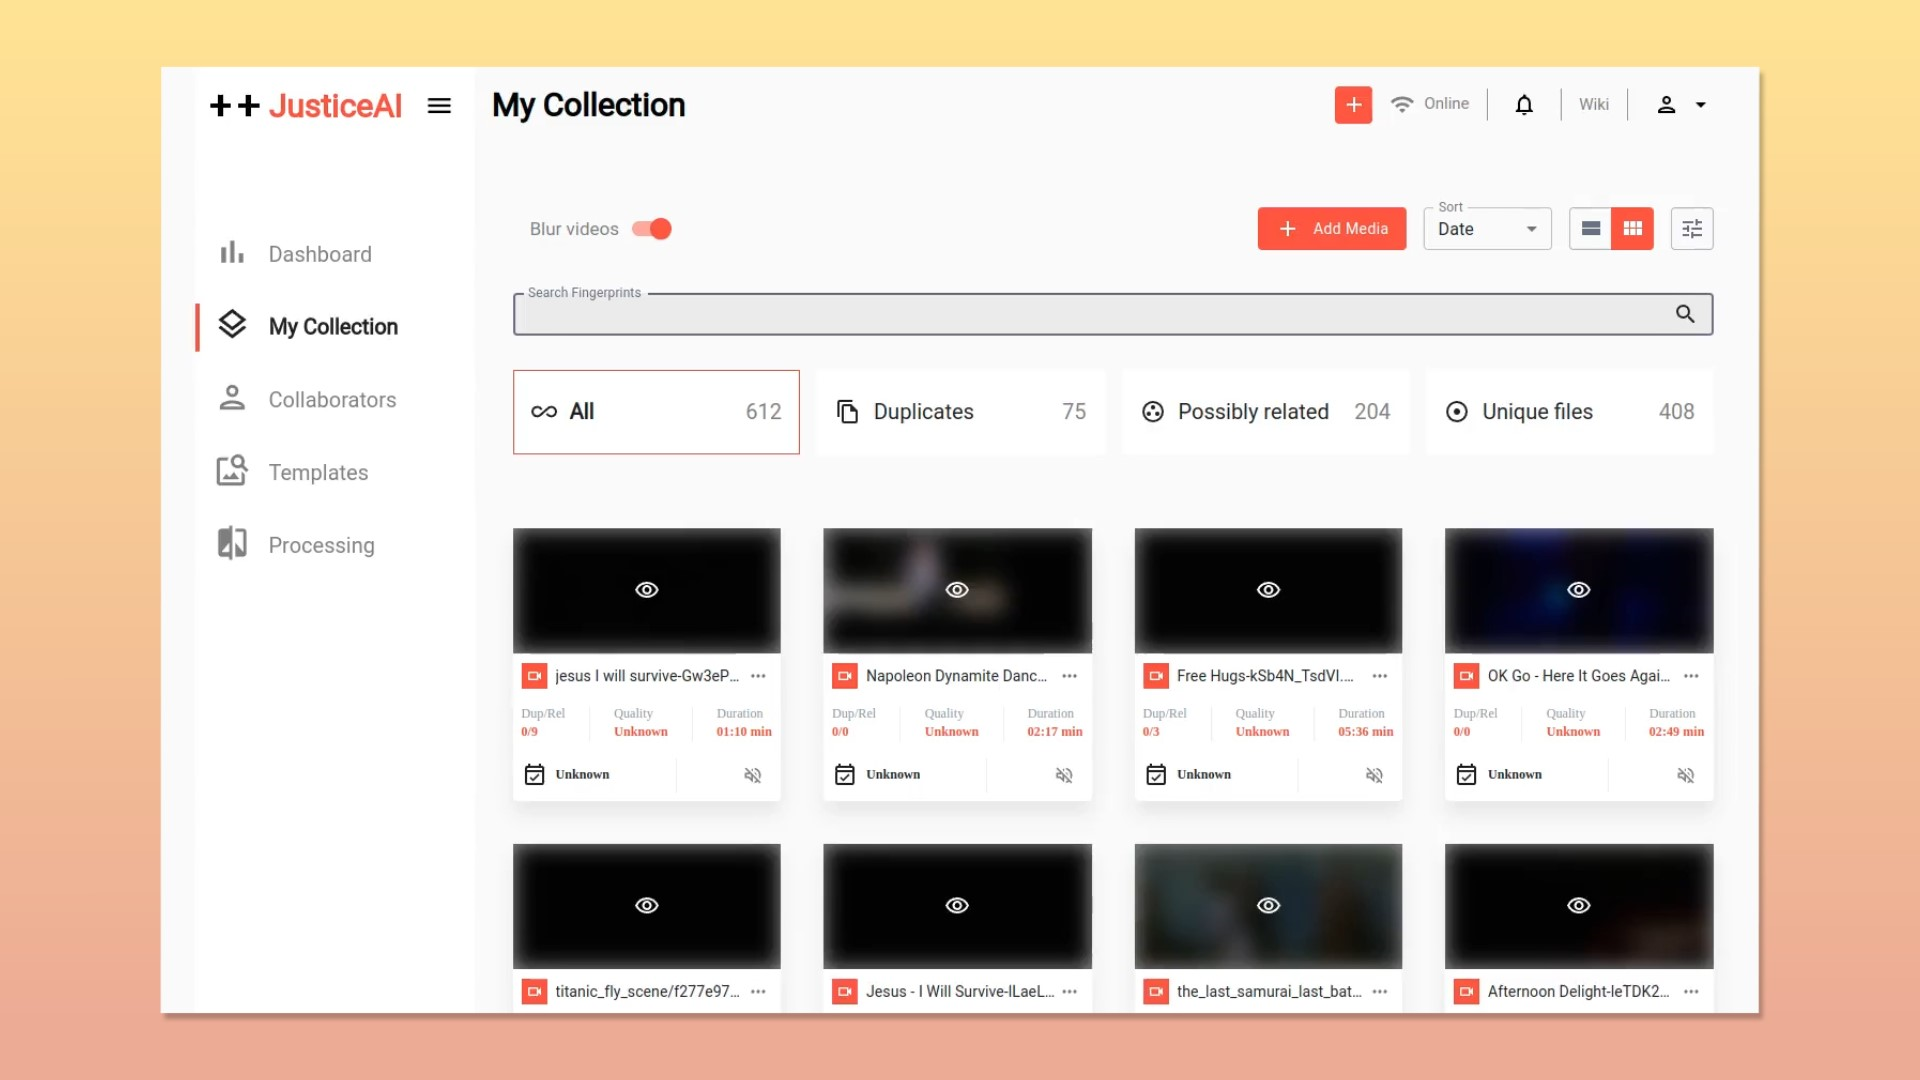 ++ JusticeAI
My Collection
Online
Wiki
Dashboard
My Collection
Collaborators
Templates
Processing
Blur videos
+ Add Media
Sort
Date
Search Fingerprints
All 612
Duplicates 75
Possibly related 204
Unique files 408
jesus I will survive-Gw3eP...
Dup/Rel Quality Duration
0/9 Unknown 01:10 min
Unknown
Napoleon Dynamite Danc...
Dup/Rel Quality Duration
0/0 Unknown 02:17 min
Unknown
Free Hugs-kSb4N_TsdVI....
Dup/Rel Quality Duration
0/3 Unknown 05:36 min
Unknown
OK Go - Here It Goes Agai...
Dup/Rel Quality Duration
0/0 Unknown 02:49 min
Unknown
titanic_fly_scene/f277e97...
Jesus - I Will Survive-ILaeL...
the_last_samurai_last_bat...
Afternoon Delight-IeTDK2...